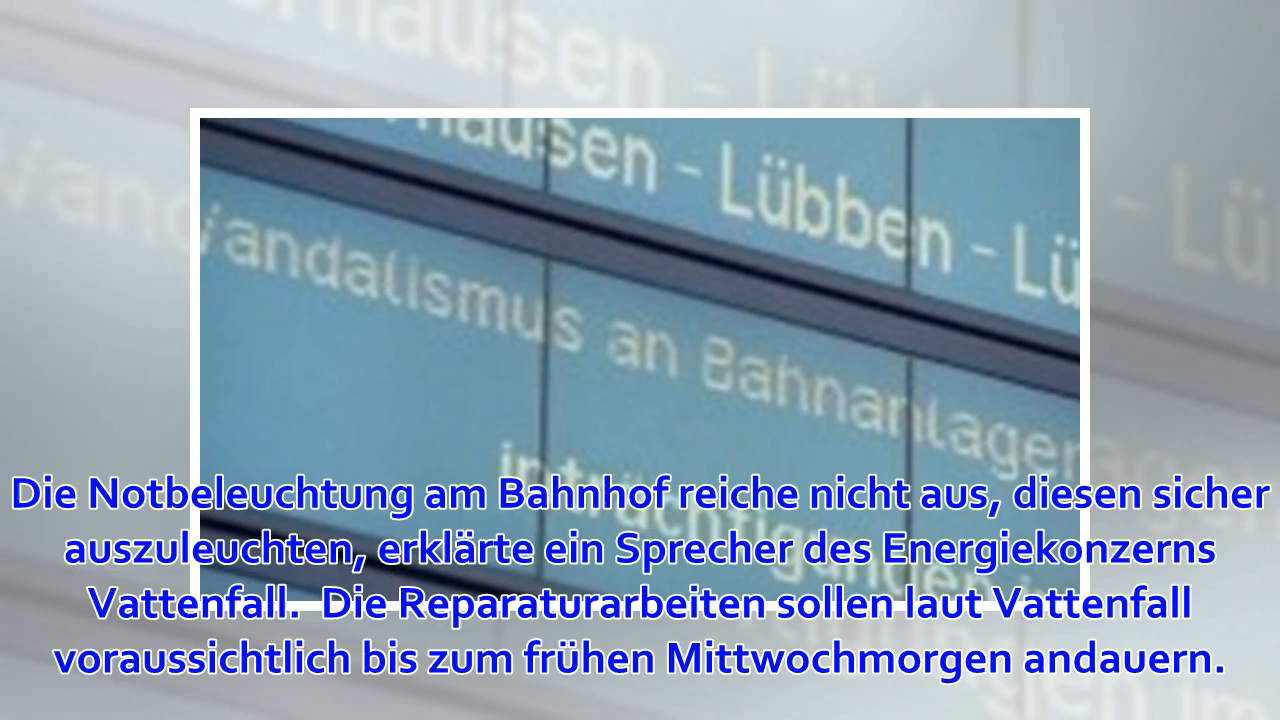 hausen - Lübben - Lü
Vandalismus an Bahnanlagen
Die Notbeleuchtung am Bahnhof reiche nicht aus, diesen sicher
auszuleuchten, erklärte ein Sprecher des Energiekonzerns
Vattenfall. Die Reparaturarbeiten sollen laut Vattenfall
voraussichtlich bis zum frühen Mittwochmorgen andauern.